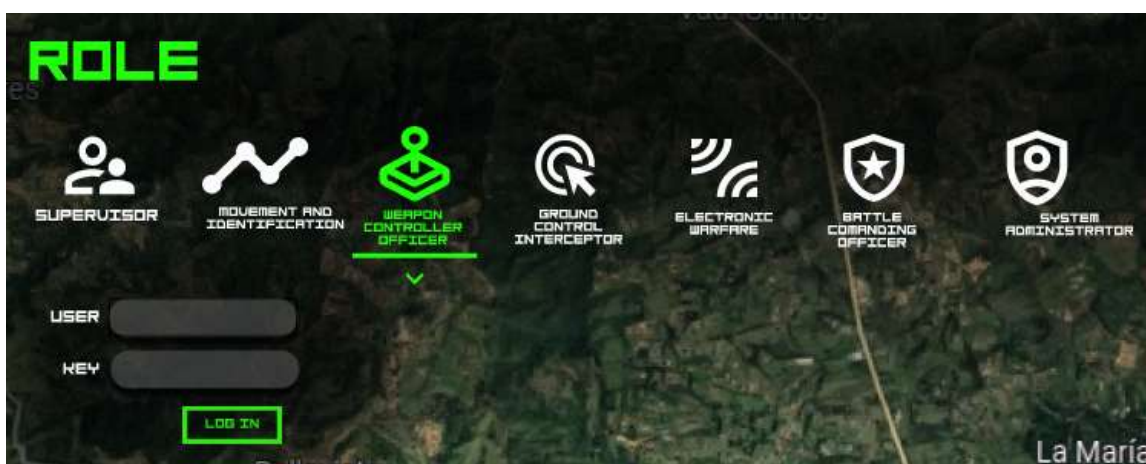 ROLE
SUPERVISOR
MOVEMENT AND
IDENTIFICATION
WEAPON
CONTROLLER
OFFICER
GROUND
CONTROL
INTERCEPTOR
ELECTRONIC
WARFARE
BATTLE
COMANDING
OFFICER
SYSTEM
ADMINISTRATOR
USER
KEY
LOG IN
La María